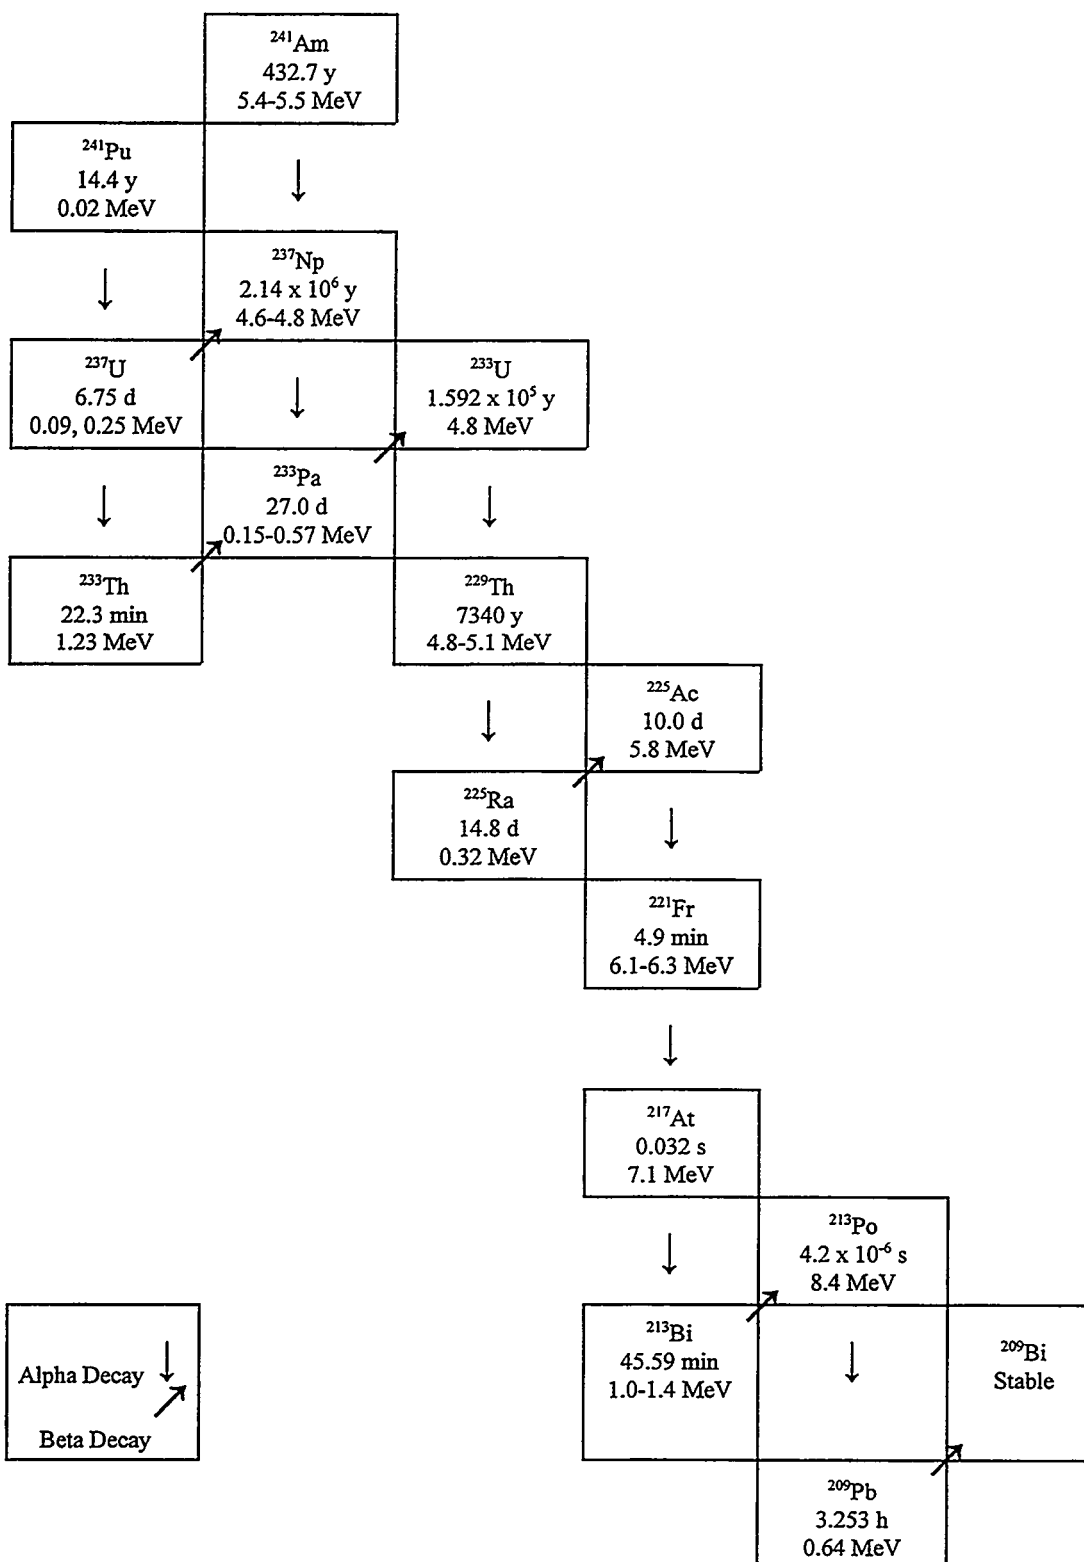 ²⁴¹Am
432.7 y
5.4-5.5 MeV
²⁴¹Pu
14.4 y
0.02 MeV
²³⁷Np
2.14 x 10⁶ y
4.6-4.8 MeV
²³⁷U
6.75 d
0.09, 0.25 MeV
²³³U
1.592 x 10⁵ y
4.8 MeV
²³³Pa
27.0 d
0.15-0.57 MeV
²³³Th
22.3 min
1.23 MeV
²²⁹Th
7340 y
4.8-5.1 MeV
²²⁵Ac
10.0 d
5.8 MeV
²²⁵Ra
14.8 d
0.32 MeV
²²¹Fr
4.9 min
6.1-6.3 MeV
²¹⁷At
0.032 s
7.1 MeV
²¹³Po
4.2 x 10⁻⁶ s
8.4 MeV
²¹³Bi
45.59 min
1.0-1.4 MeV
²⁰⁹Bi
Stable
²⁰⁹Pb
3.253 h
0.64 MeV
Alpha Decay
Beta Decay